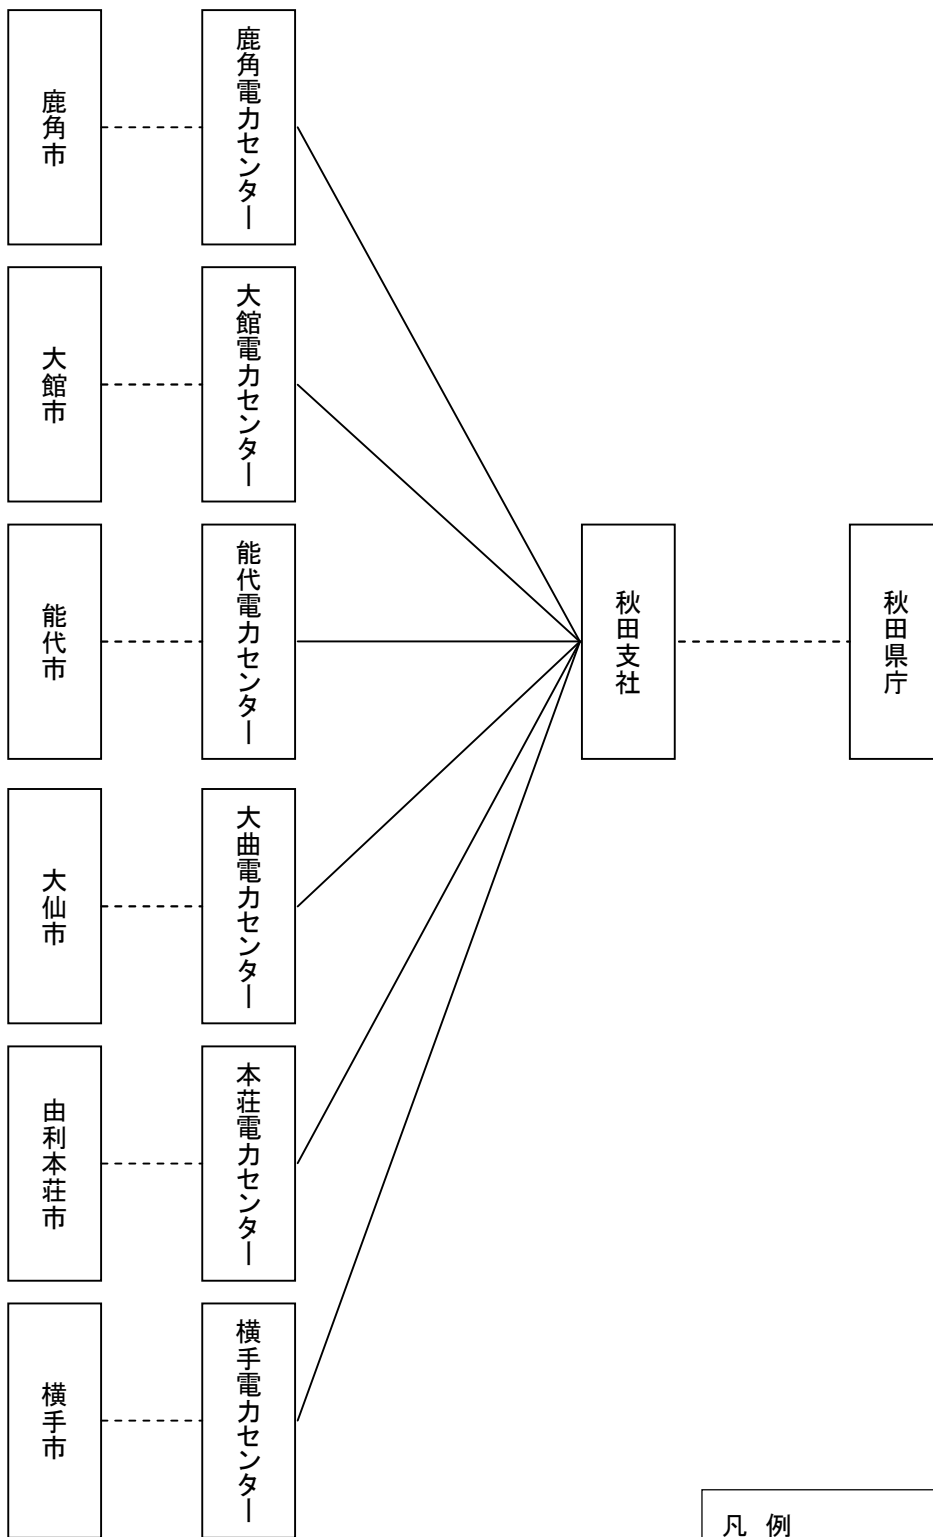 鹿角市
鹿角電力センター
大館市
大館電力センター
能代市
能代電力センター
秋田支社
秋田県庁
大仙市
大曲電力センター
由利本荘市
本荘電力センター
横手市
横手電力センター
凡 例